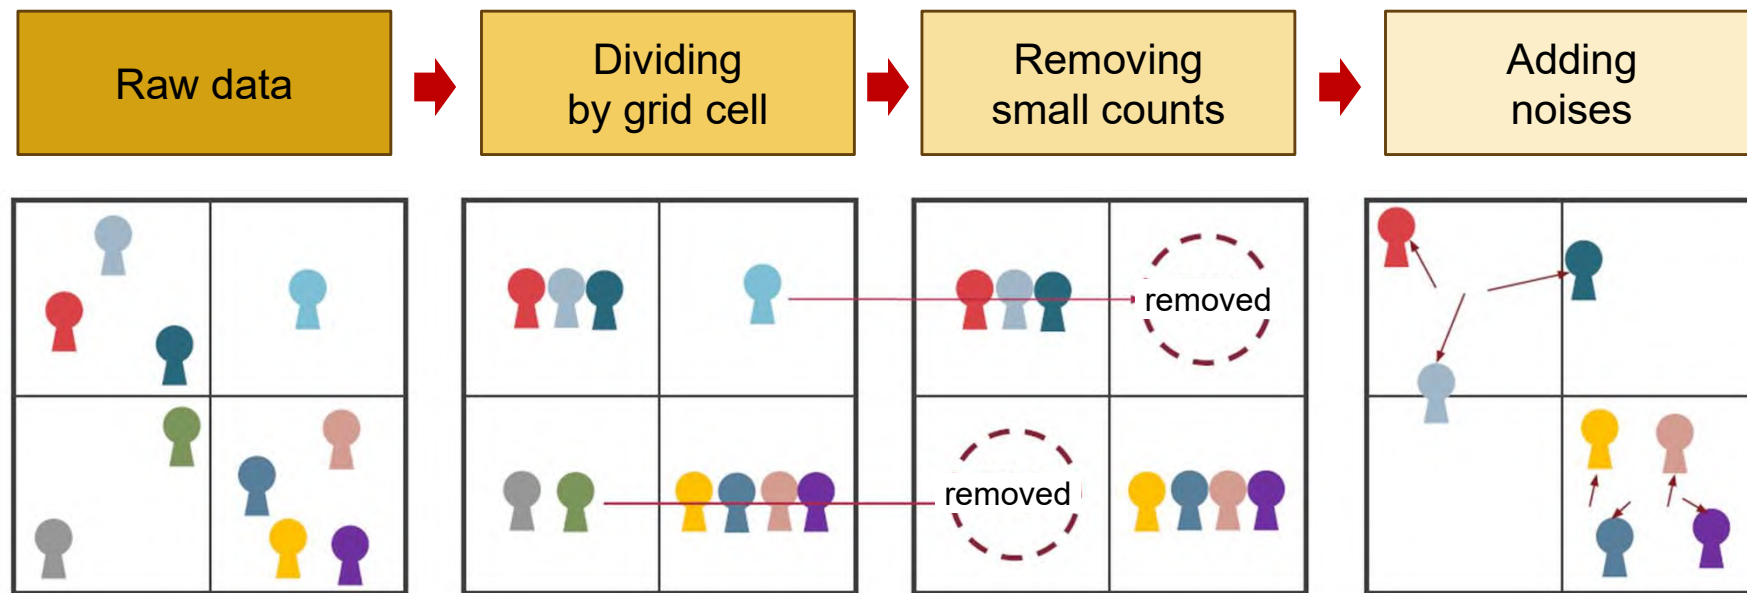 Raw data
Dividing
by grid cell
Removing
small counts
Adding
noises
removed
removed